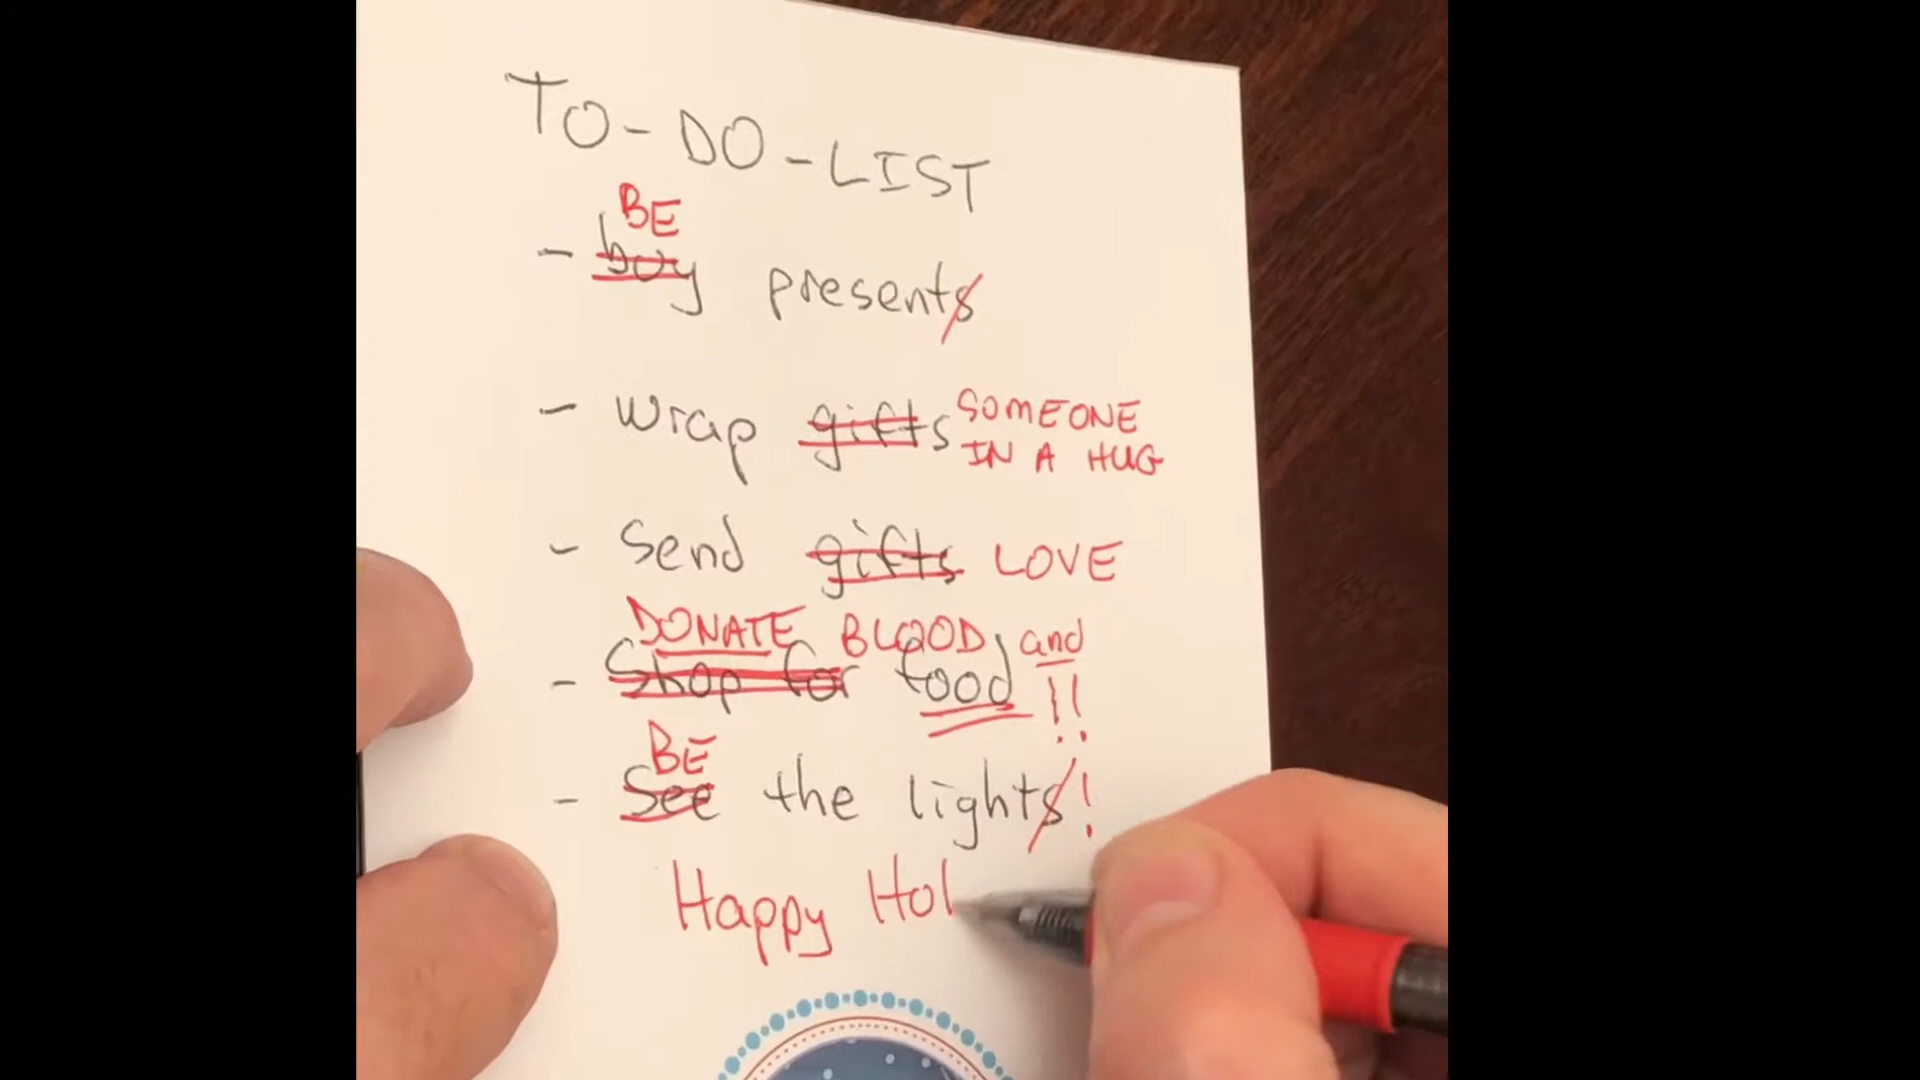 TO-DO-LIST
BE
- buy presents
- wrap gifts SOMEONE
IN A HUG
- Send gifts LOVE
DONATE BLOOD and
- Shop for food !!
BE
- See the lights!
Happy Hol